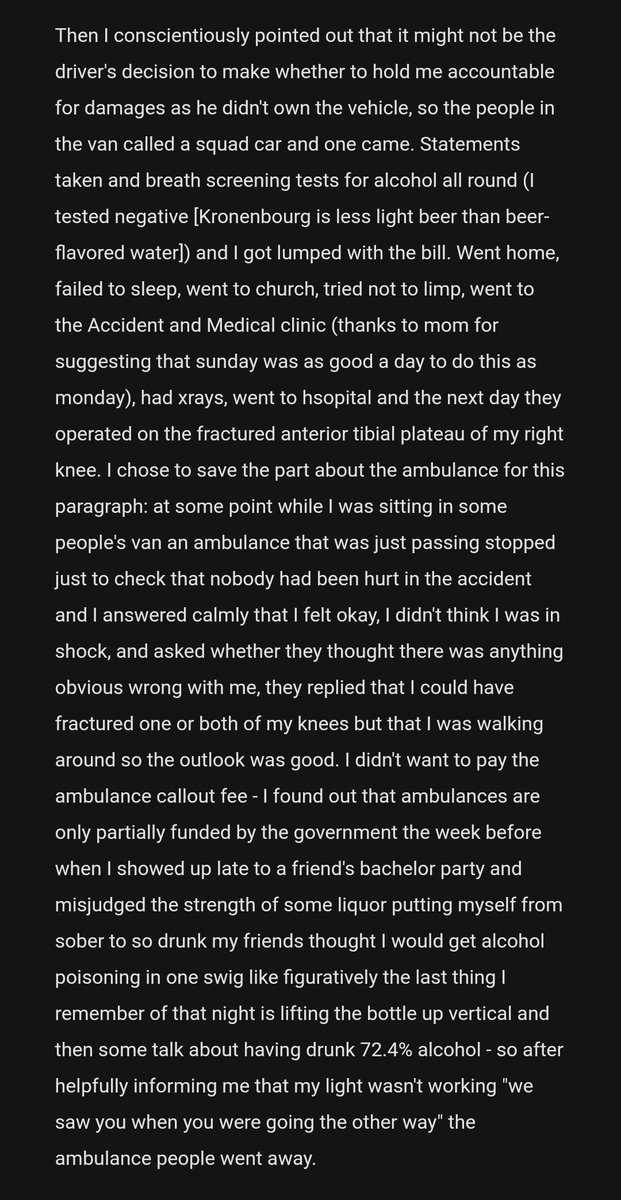 Then I conscientiously pointed out that it might not be the
driver's decision to make whether to hold me accountable
for damages as he didn't own the vehicle, so the people in
the van called a squad car and one came. Statements
taken and breath screening tests for alcohol all round (I
tested negative [Kronenbourg is less light beer than beer-
flavored water]) and I got lumped with the bill. Went home,
failed to sleep, went to church, tried not to limp, went to
the Accident and Medical clinic (thanks to mom for
suggesting that sunday was as good a day to do this as
monday), had xrays, went to hsopital and the next day they
operated on the fractured anterior tibial plateau of my right
knee. I chose to save the part about the ambulance for this
paragraph: at some point while I was sitting in some
people's van an ambulance that was just passing stopped
just to check that nobody had been hurt in the accident
and I answered calmly that I felt okay, I didn't think I was in
shock, and asked whether they thought there was anything
obvious wrong with me, they replied that I could have
fractured one or both of my knees but that I was walking
around so the outlook was good. I didn't want to pay the
ambulance callout fee - I found out that ambulances are
only partially funded by the government the week before
when I showed up late to a friend's bachelor party and
misjudged the strength of some liquor putting myself from
sober to so drunk my friends thought I would get alcohol
poisoning in one swig like figuratively the last thing I
remember of that night is lifting the bottle up vertical and
then some talk about having drunk 72.4% alcohol - so after
helpfully informing me that my light wasn't working "we
saw you when you were going the other way" the
ambulance people went away.